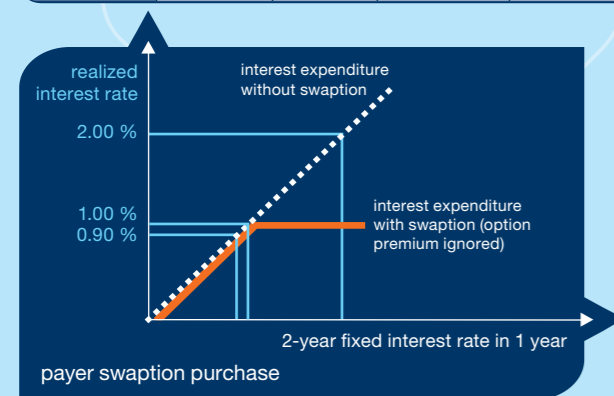 realized
interest rate
interest expenditure
without swaption
2.00 %
1.00 %
0.90 %
interest expenditure
with swaption (option
premium ignored)
2-year fixed interest rate in 1 year
payer swaption purchase